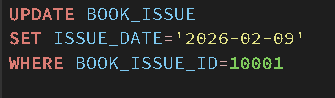 UPDATE BOOK_ISSUE
SET ISSUE_DATE='2026-02-09'
WHERE BOOK_ISSUE_ID=10001